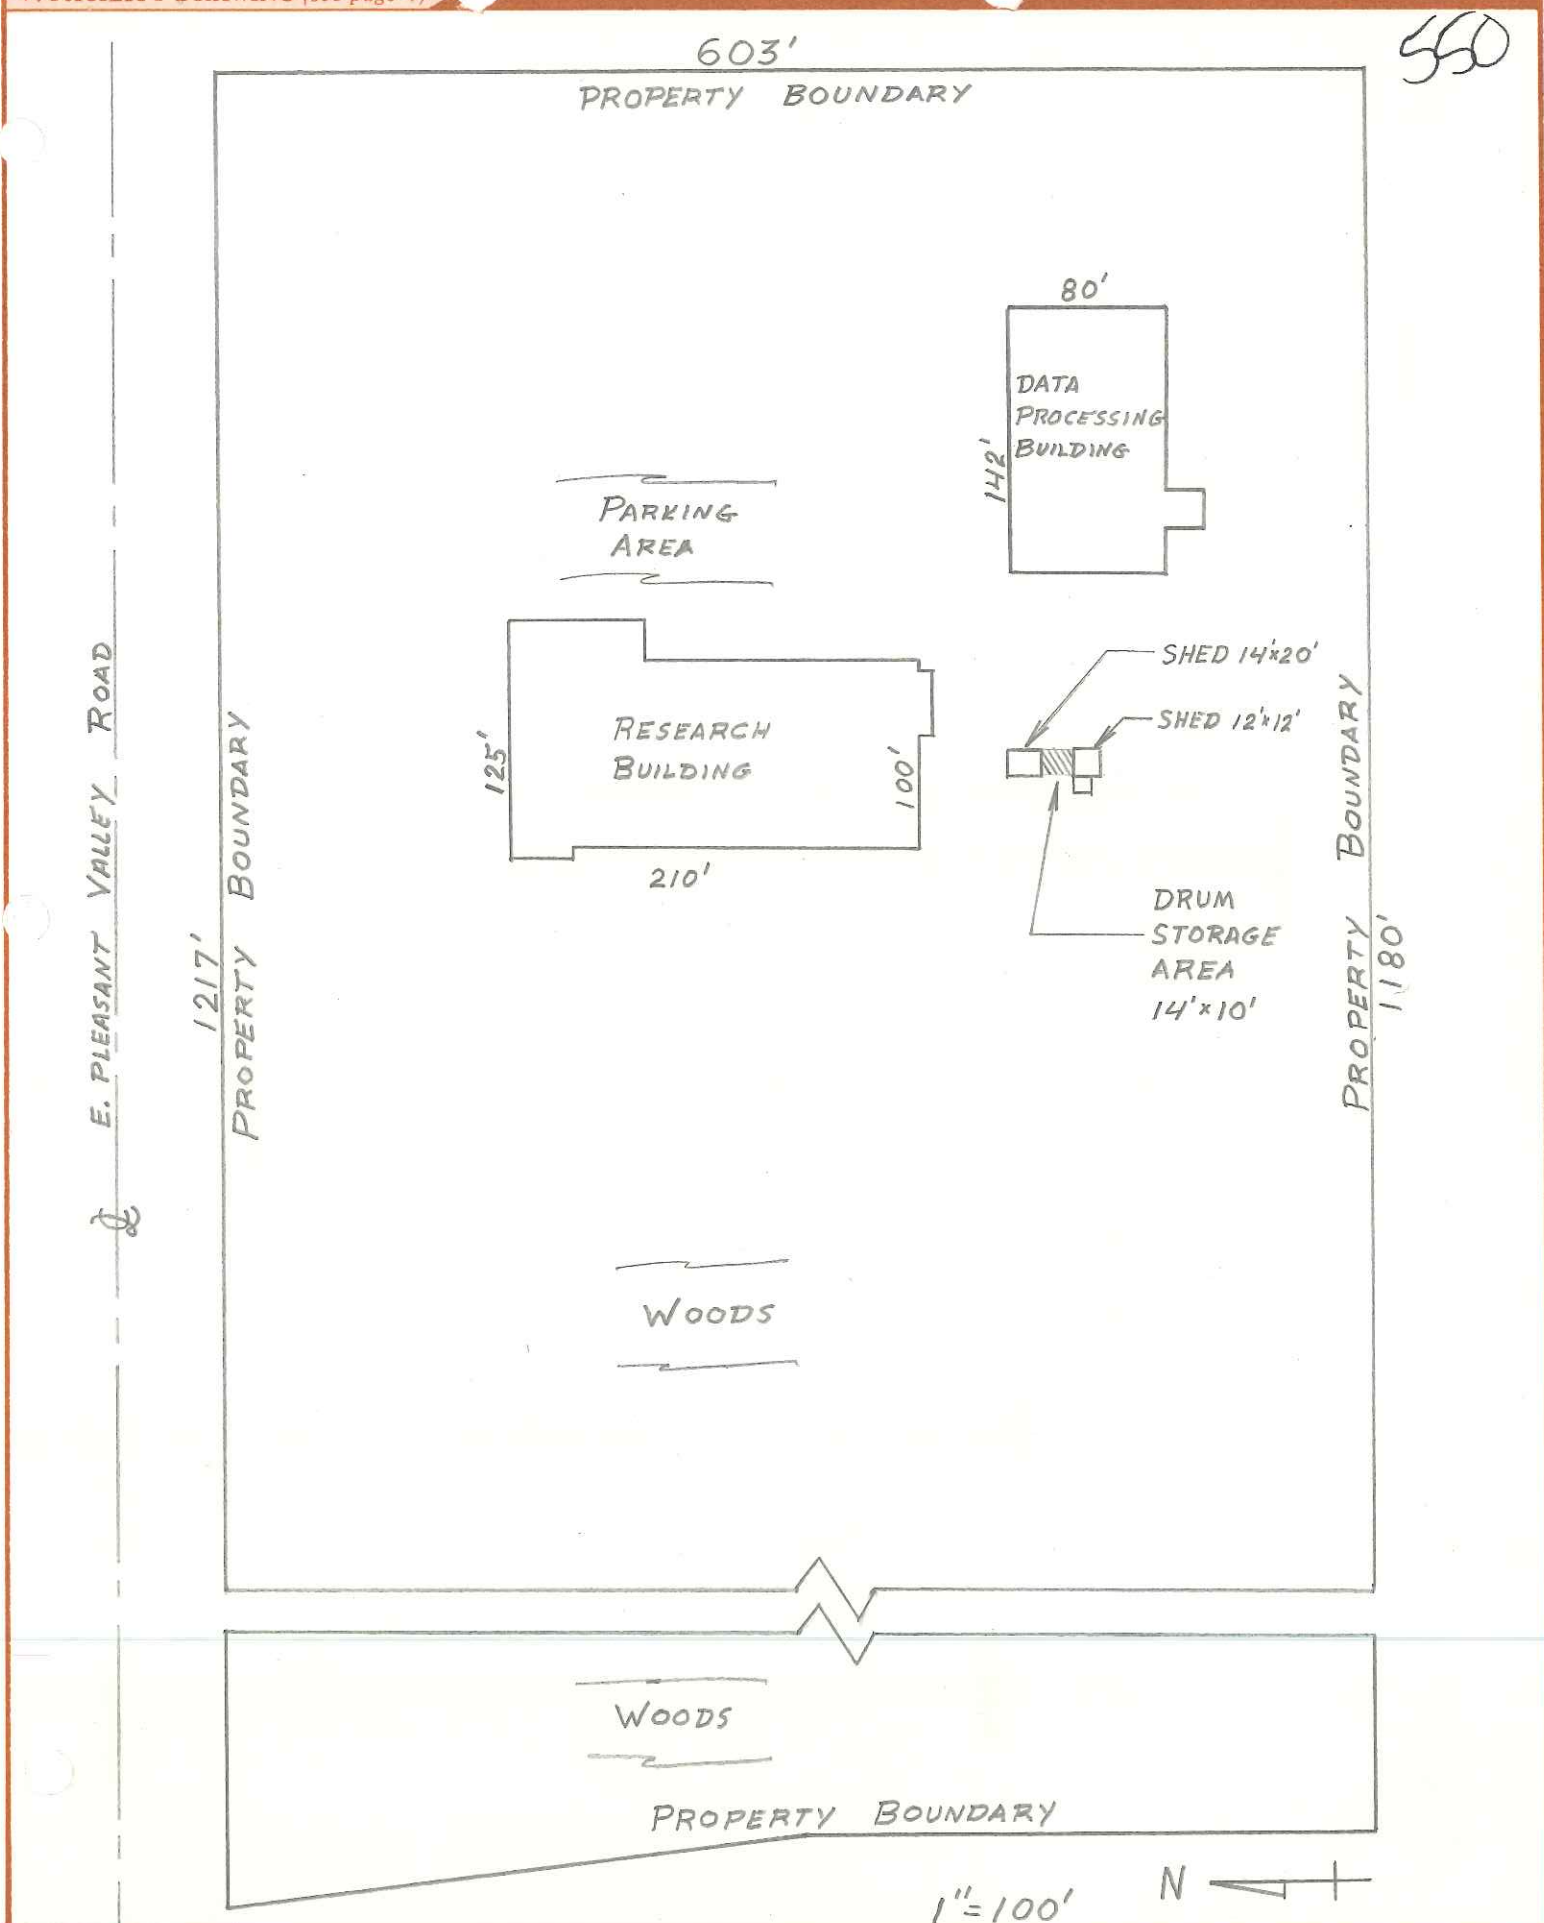 550
603'
PROPERTY BOUNDARY
80'
DATA
PROCESSING
BUILDING
142'
PARKING
AREA
SHED 14'x20'
SHED 12'x12'
RESEARCH
BUILDING
125'
100'
210'
DRUM
STORAGE
AREA
14'x10'
E. PLEASANT VALLEY ROAD
1217'
PROPERTY BOUNDARY
PROPERTY BOUNDARY
1180'
WOODS
WOODS
PROPERTY BOUNDARY
N
1"=100'